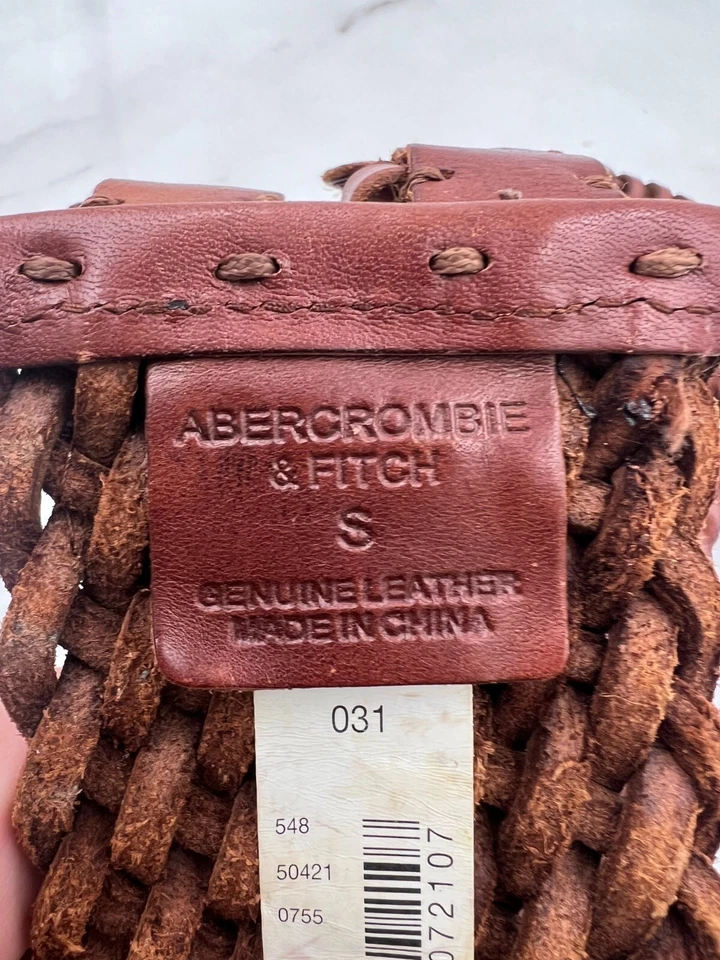 ABERCROMBIE
& FITCH
S
GENUINE LEATHER
MADE IN CHINA
031
548
50421
0755
072107